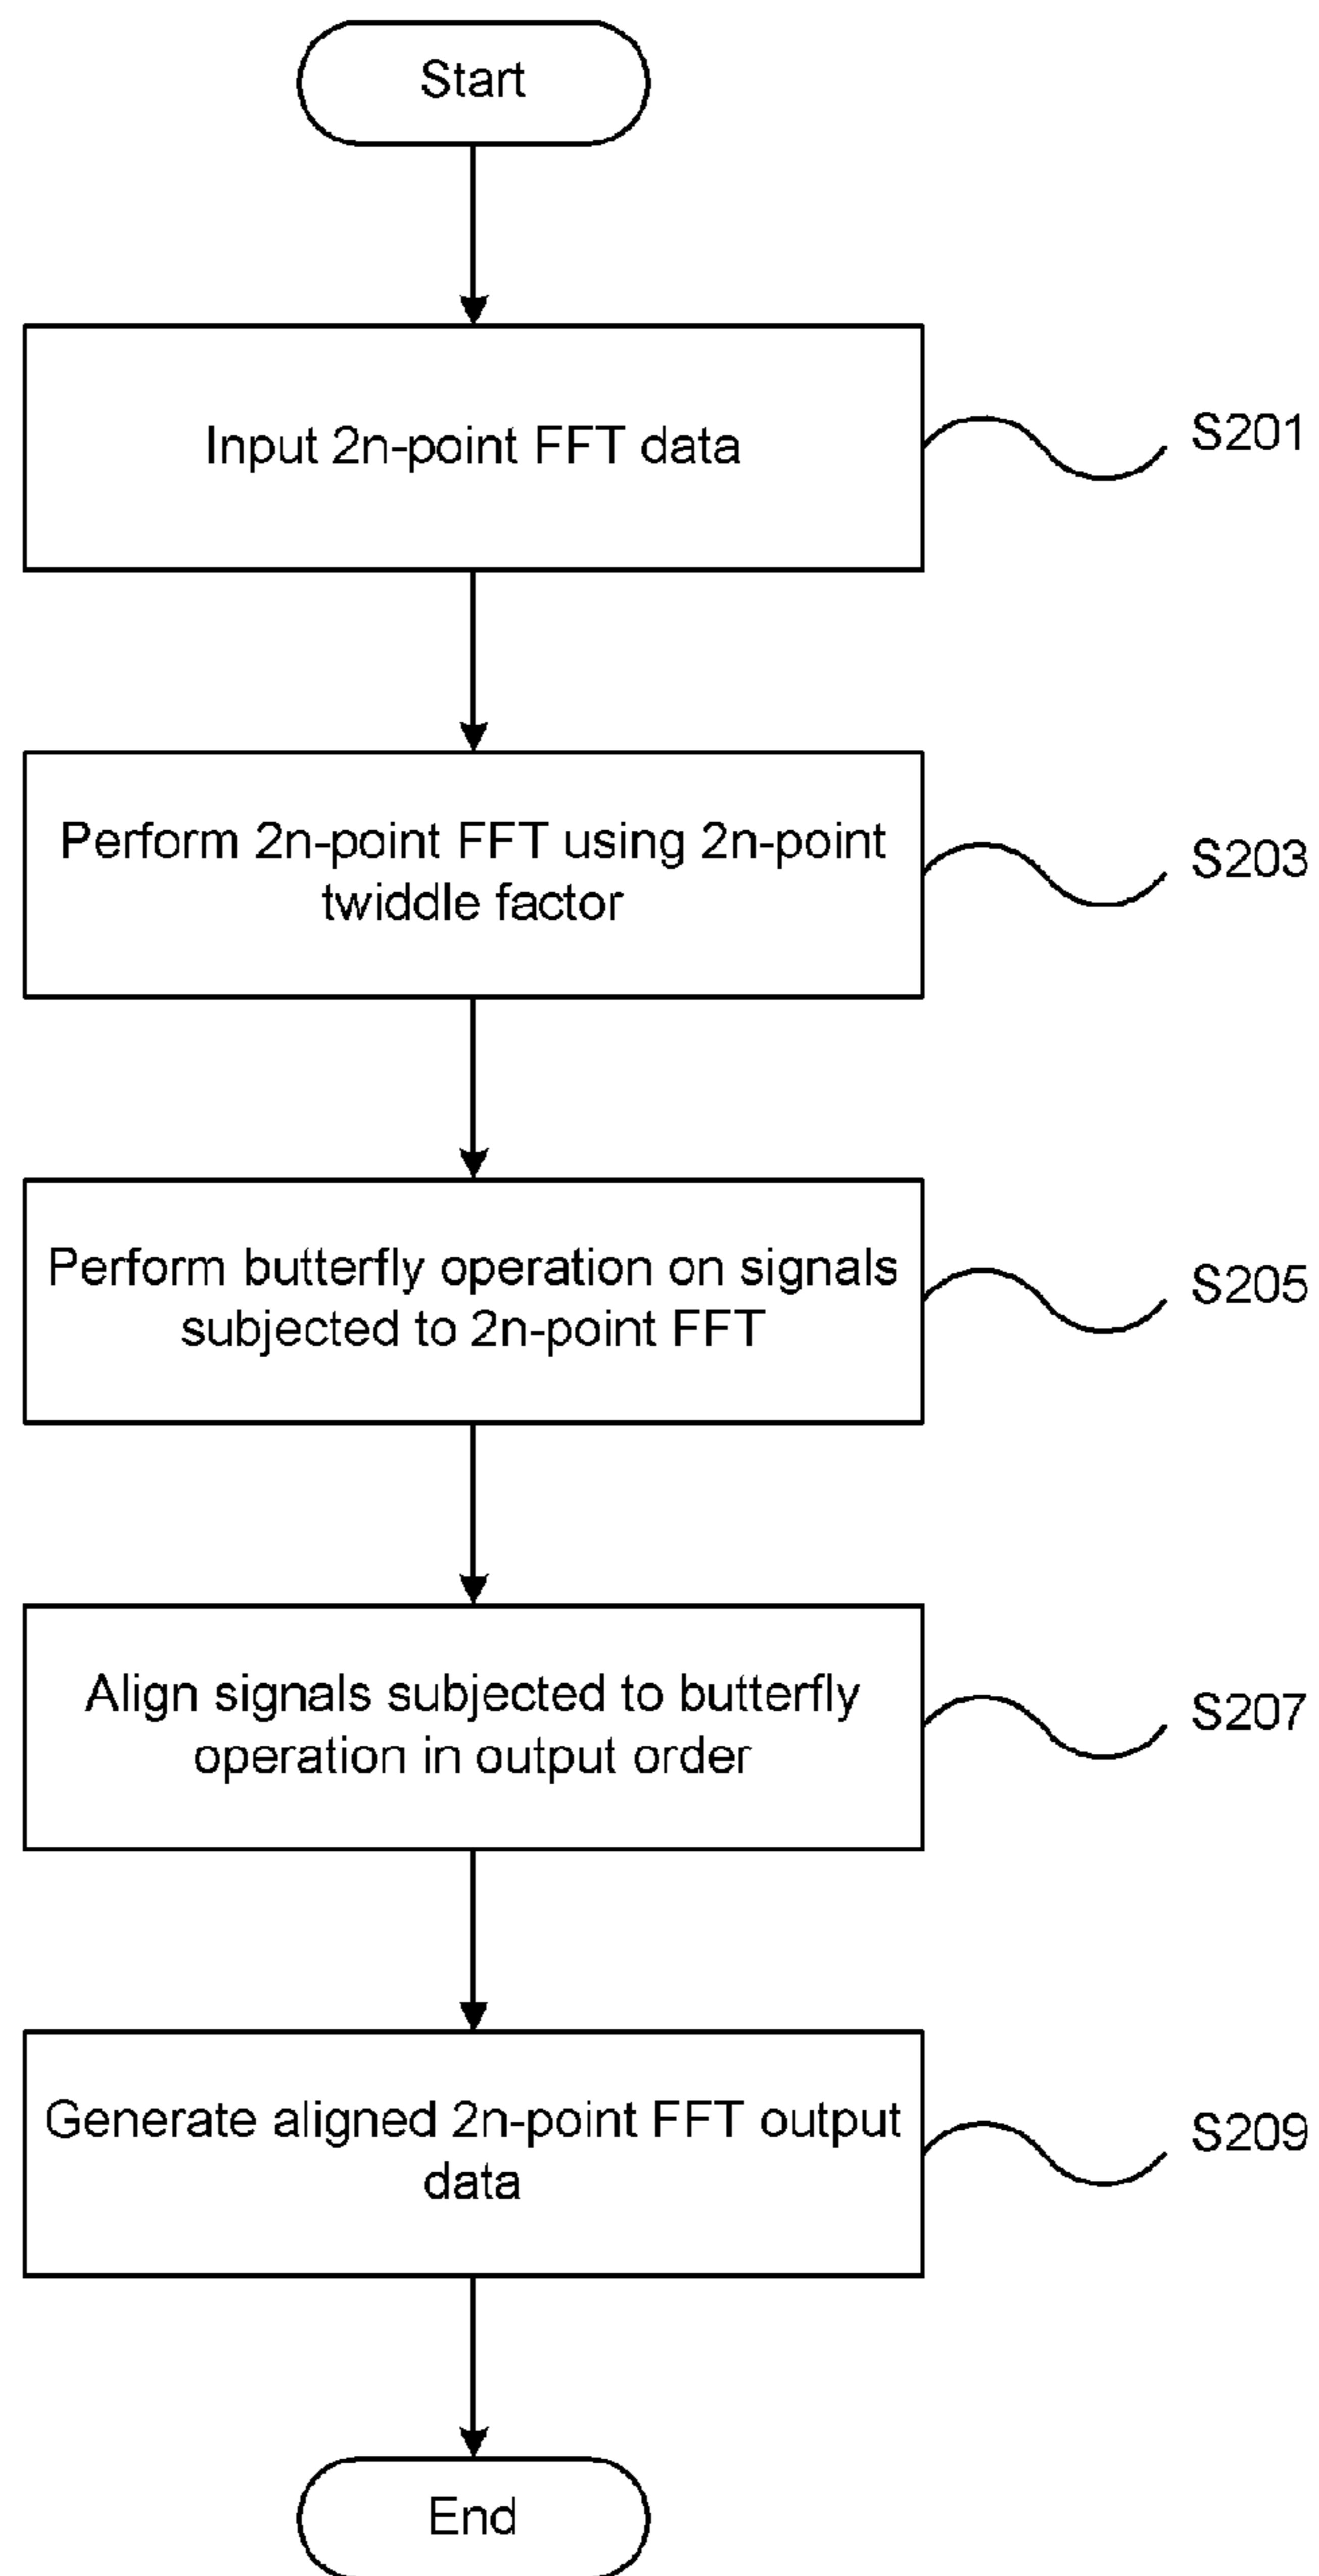 Start
Input 2n-point FFT data
S201
Perform 2n-point FFT using 2n-point
twiddle factor
S203
Perform butterfly operation on signals
subjected to 2n-point FFT
S205
Align signals subjected to butterfly
operation in output order
S207
Generate aligned 2n-point FFT output
data
S209
End